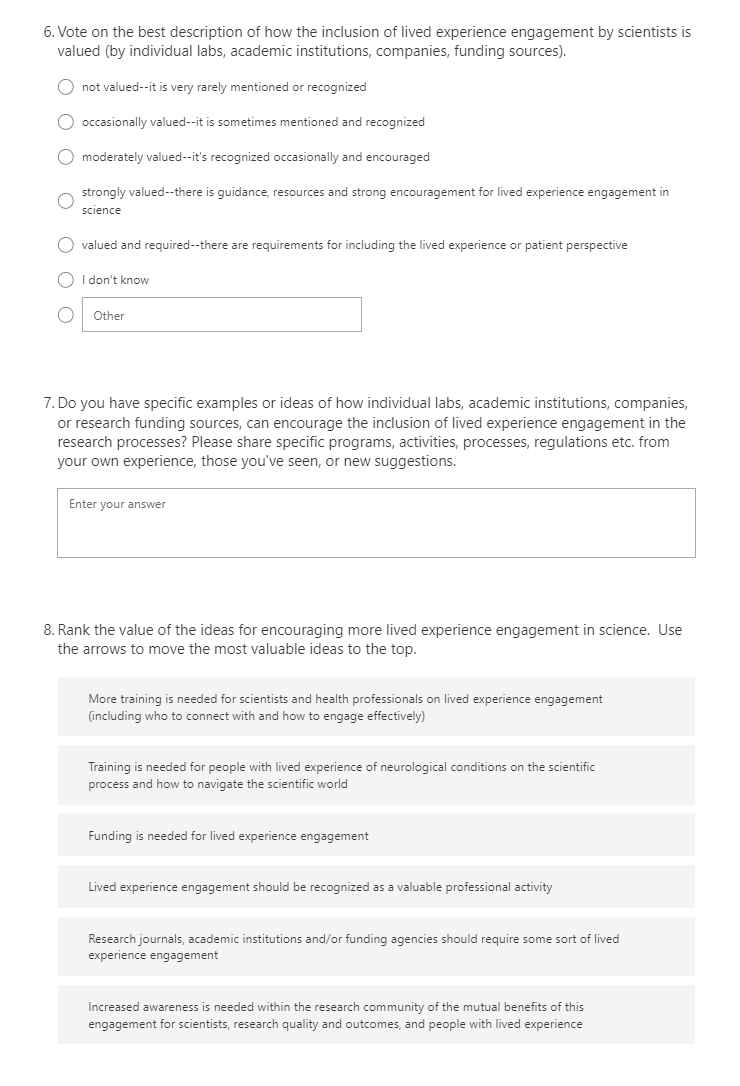 6. Vote on the best description of how the inclusion of lived experience engagement by scientists is
valued (by individual labs, academic institutions, companies, funding sources).
not valued--it is very rarely mentioned or recognized
occasionally valued--it is sometimes mentioned and recognized
moderately valued--it's recognized occasionally and encouraged
strongly valued--there is guidance, resources and strong encouragement for lived experience engagement in
science
valued and required--there are requirements for including the lived experience or patient perspective
I don't know
Other
7. Do you have specific examples or ideas of how individual labs, academic institutions, companies,
or research funding sources, can encourage the inclusion of lived experience engagement in the
research processes? Please share specific programs, activities, processes, regulations etc. from
your own experience, those you've seen, or new suggestions.
Enter your answer
8. Rank the value of the ideas for encouraging more lived experience engagement in science.  Use
the arrows to move the most valuable ideas to the top.
More training is needed for scientists and health professionals on lived experience engagement
(including who to connect with and how to engage effectively)
Training is needed for people with lived experience of neurological conditions on the scientific
process and how to navigate the scientific world
Funding is needed for lived experience engagement
Lived experience engagement should be recognized as a valuable professional activity
Research journals, academic institutions and/or funding agencies should require some sort of lived
experience engagement
Increased awareness is needed within the research community of the mutual benefits of this
engagement for scientists, research quality and outcomes, and people with lived experience